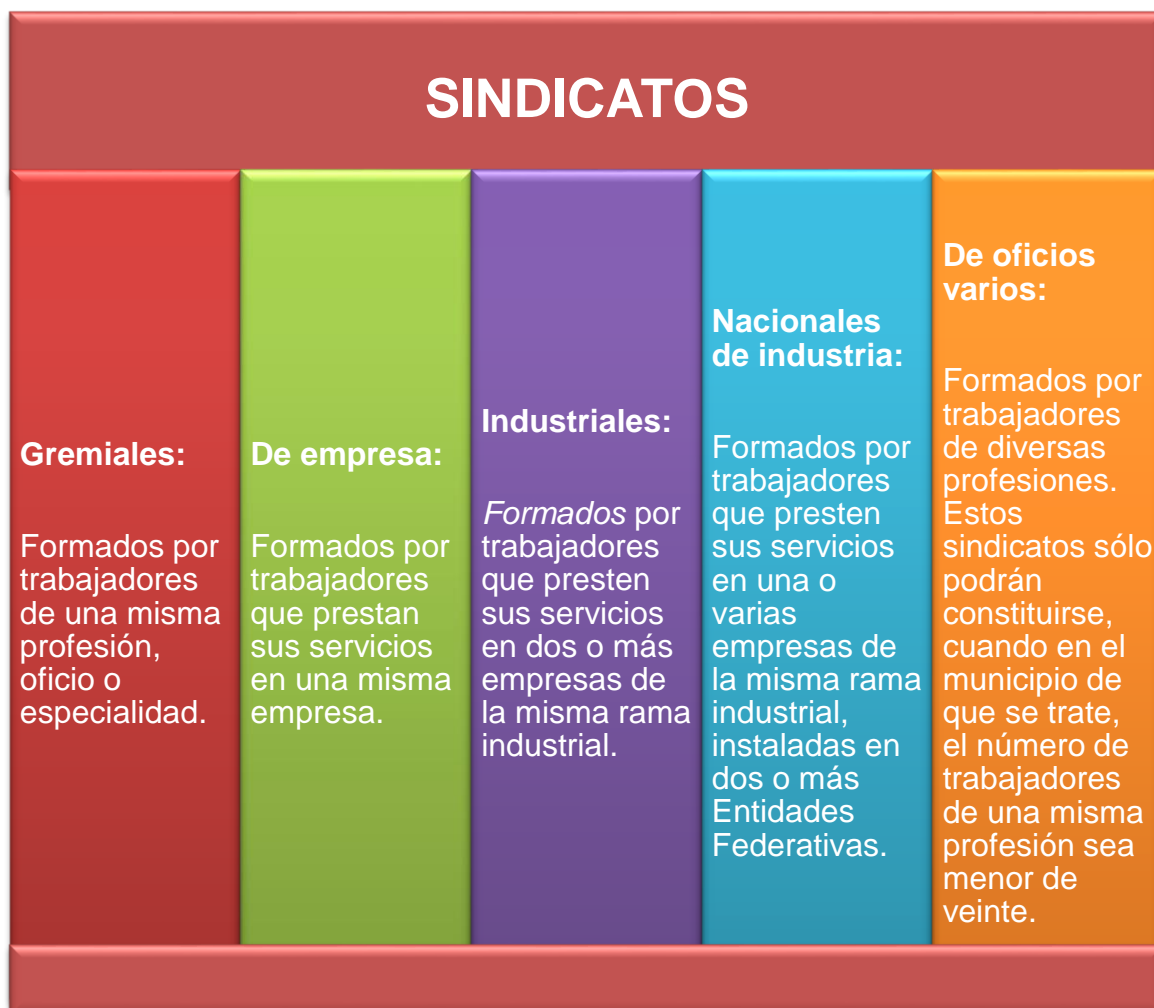 SINDICATOS
Gremiales:
Formados por
trabajadores
de una misma
profesión,
oficio o
especialidad.
De empresa:
Formados por
trabajadores
que prestan
sus servicios
en una misma
empresa.
Industriales:
Formados por
trabajadores
que presten
sus servicios
en dos o más
empresas de
la misma rama
industrial.
Nacionales
de industria:
Formados por
trabajadores
que presten
sus servicios
en una o
varias
empresas de
la misma rama
industrial,
instaladas en
dos o más
Entidades
Federativas.
De oficios
varios:
Formados por
trabajadores
de diversas
profesiones.
Estos
sindicatos sólo
podrán
constituirse,
cuando en el
municipio de
que se trate,
el número de
trabajadores
de una misma
profesión sea
menor de
veinte.